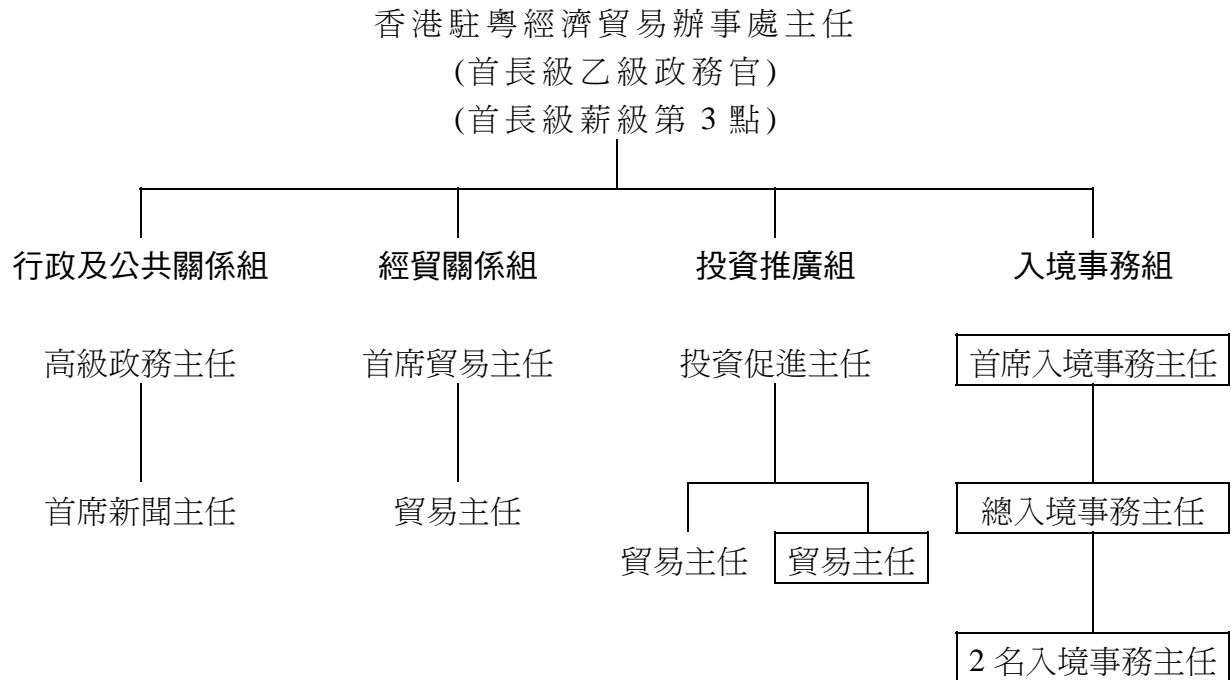 香港駐粵經濟貿易辦事處主任
(首長級乙級政務官)
(首長級薪級第 3 點)
行政及公共關係組 經貿關係組 投資推廣組 入境事務組
高級政務主任 首席貿易主任 投資促進主任 首席入境事務主任
首席新聞主任 貿易主任 總入境事務主任
貿易主任 貿易主任
2 名入境事務主任